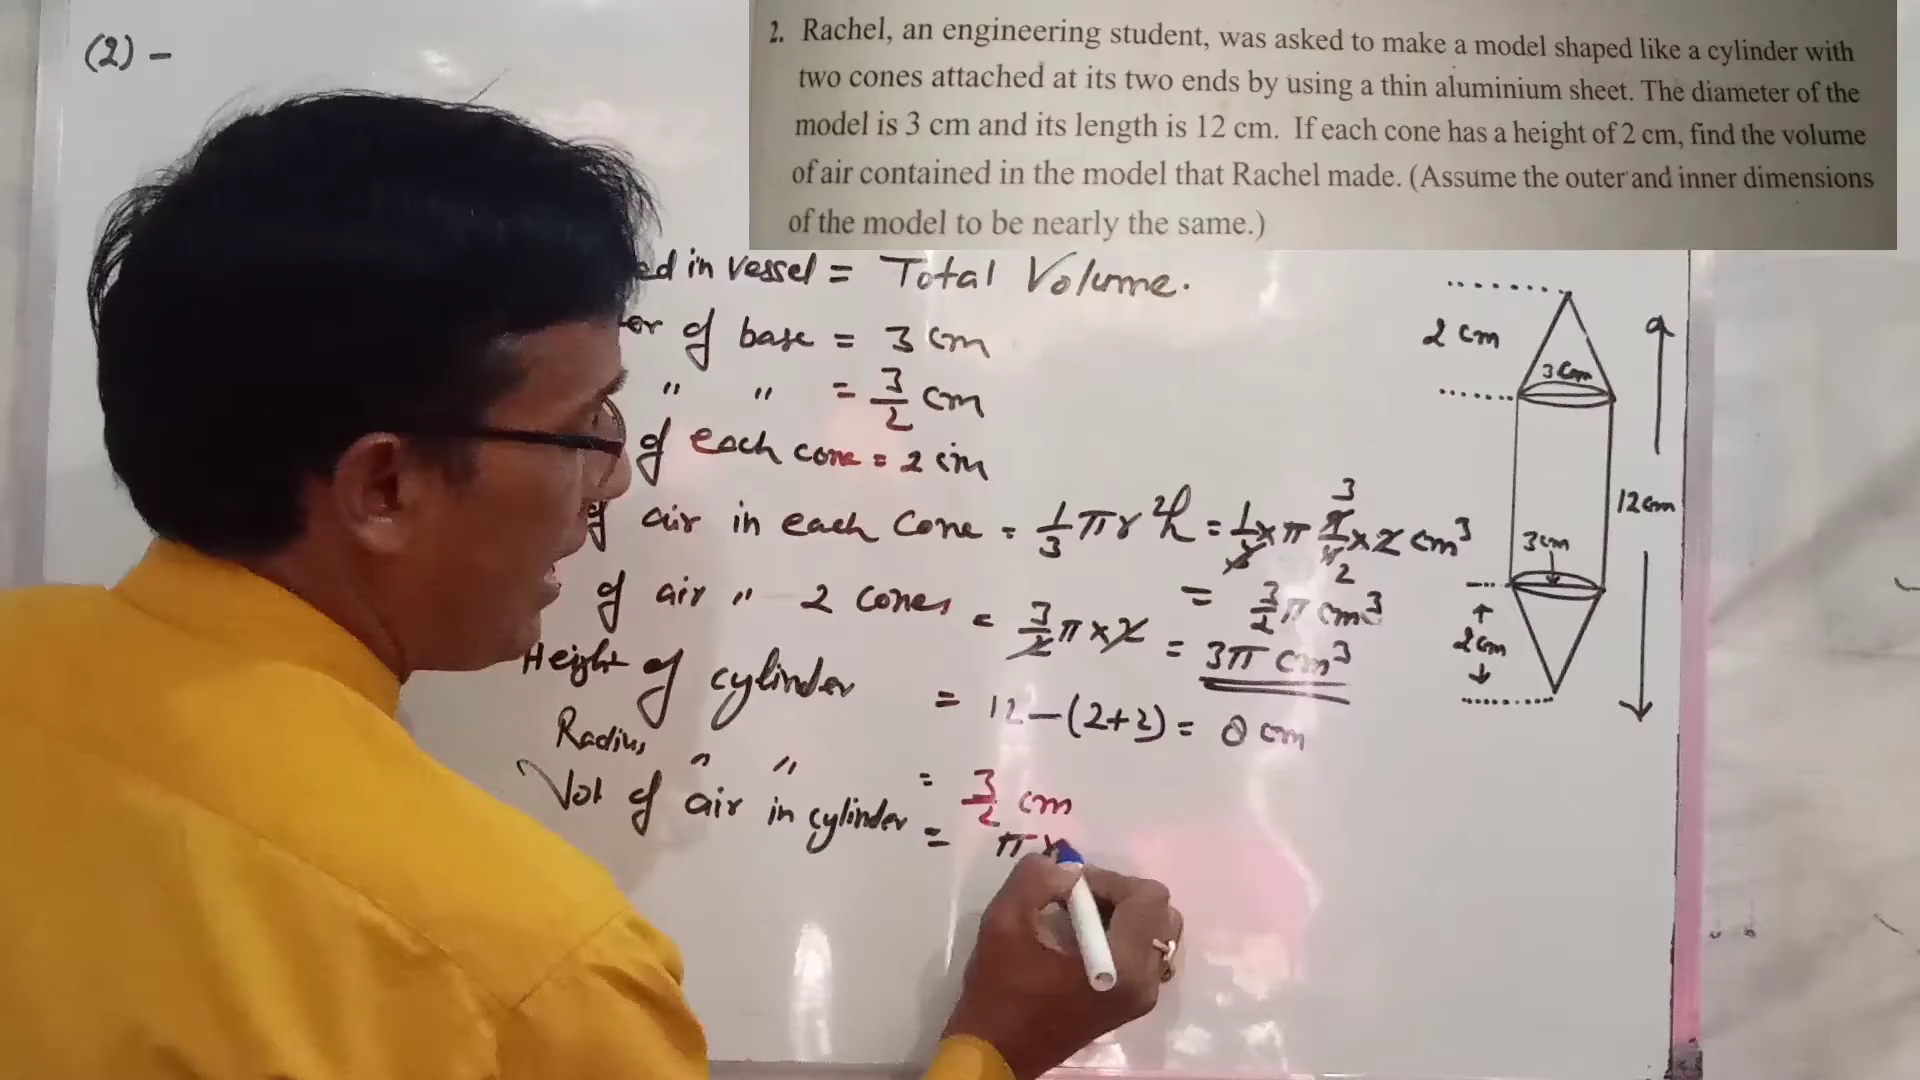 (2) -
2. Rachel, an engineering student, was asked to make a model shaped like a cylinder with
two cones attached at its two ends by using a thin aluminium sheet. The diameter of the
model is 3 cm and its length is 12 cm. If each cone has a height of 2 cm, find the volume
of air contained in the model that Rachel made. (Assume the outer and inner dimensions
of the model to be nearly the same.)
in vessel = Total Volume.
of base = 3 cm
" " = 3/2 cm
of each cone = 2 cm
air in each Cone = 1/3 πr²h = 1/3 × π × 2 cm³
= 3/2 π cm³
of air " 2 cones = 3/2 π × 2 = 3π cm³
Height of cylinder = 12 - (2+2) = 8 cm
Radius " " = 3/2 cm
Vol of air in cylinder = π
2 cm
3 cm
12 cm
3 cm
2 cm